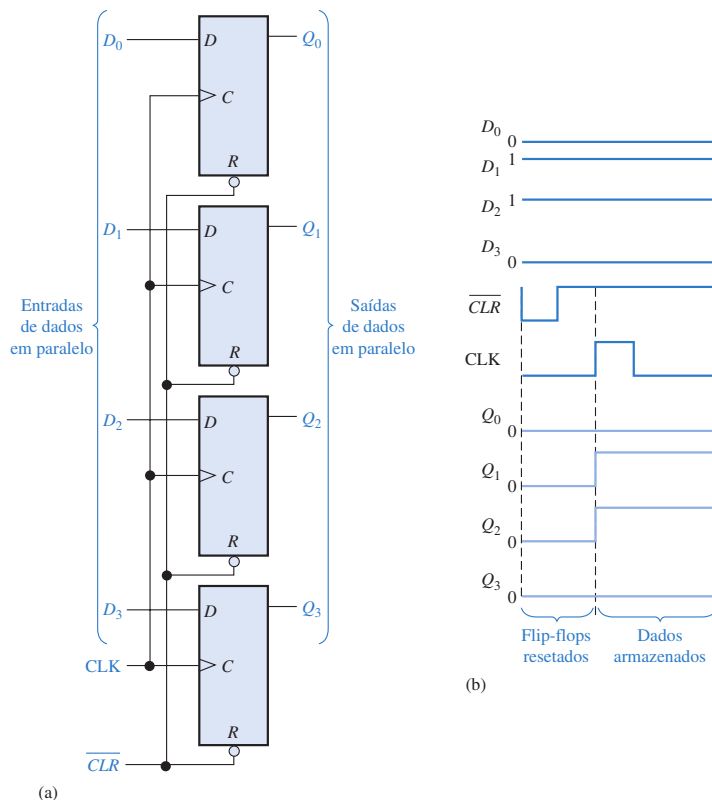 D0 D Q0
C
R
D1 D Q1
C
R
Entradas
de dados
em paralelo
Saídas
de dados
em paralelo
D2 D Q2
C
R
D3 D Q3
CLK C
R
CLR
(a)
D0 0
D1 1
D2 1
D3 0
CLR
CLK
Q0 0
Q1 0
Q2 0
Q3 0
Flip-flops
resetados
Dados
armazenados
(b)